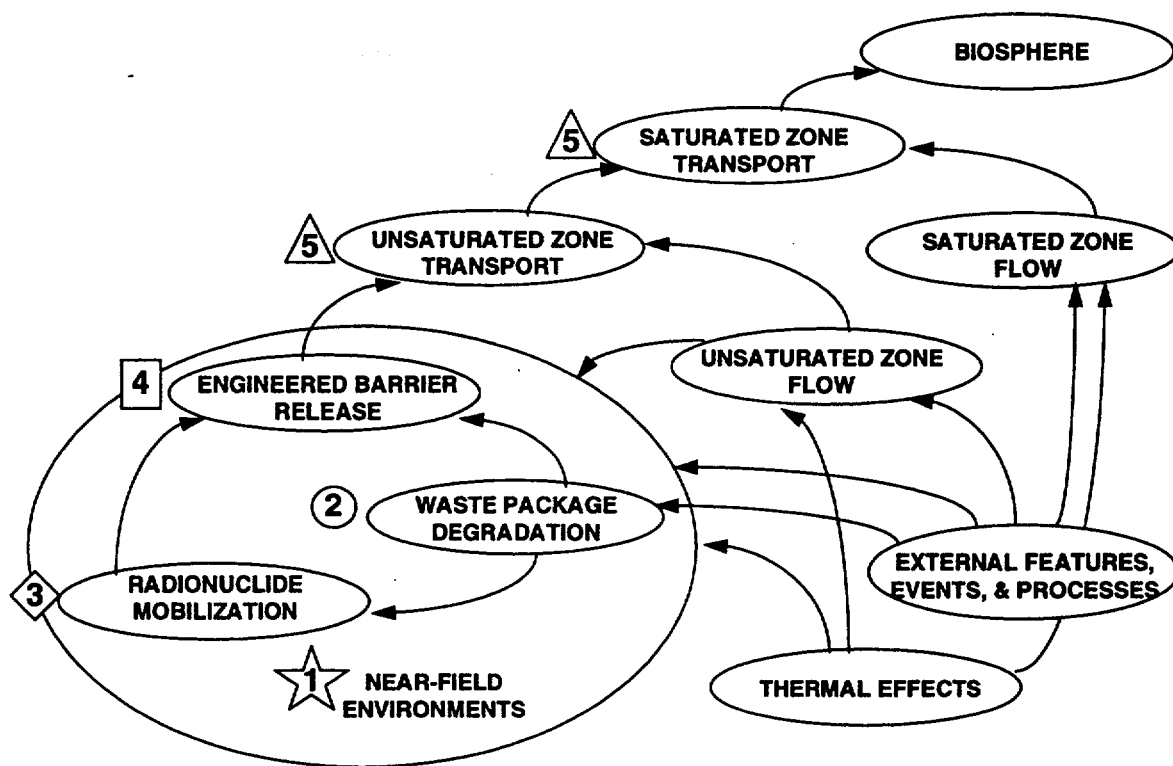 BIOSPHERE
5
SATURATED ZONE
TRANSPORT
5
UNSATURATED ZONE
TRANSPORT
SATURATED ZONE
FLOW
4
ENGINEERED BARRIER
RELEASE
UNSATURATED ZONE
FLOW
2
WASTE PACKAGE
DEGRADATION
EXTERNAL FEATURES,
EVENTS, & PROCESSES
3
RADIONUCLIDE
MOBILIZATION
1
NEAR-FIELD
ENVIRONMENTS
THERMAL EFFECTS